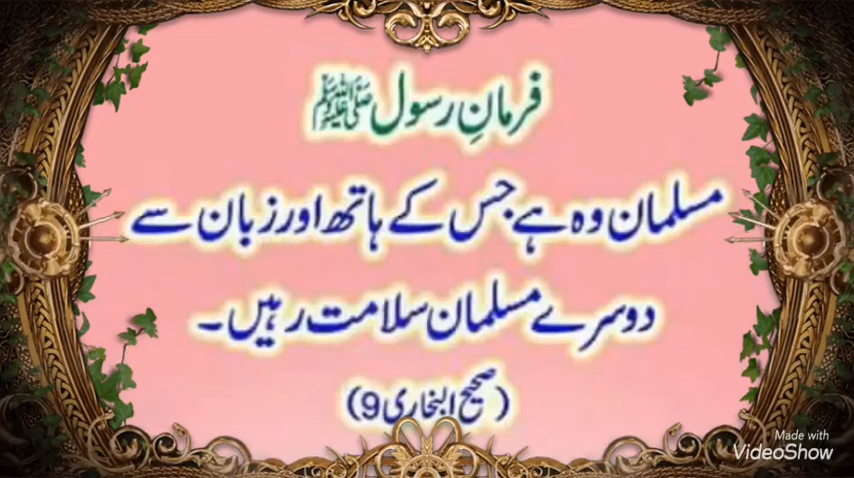 فرمانِ رسول ﷺ
مسلمان وہ ہے جس کے ہاتھ اور زبان سے
دوسرے مسلمان سلامت رہیں۔
(صحیح البخاری 9)
Made with
VideoShow